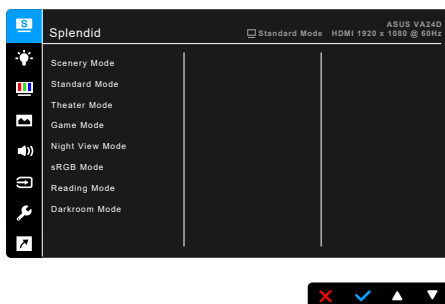 S
Splendid
Standard Mode
ASUS VA24D
HDMI 1920 x 1080 @ 60Hz
Scenery Mode
Standard Mode
Theater Mode
Game Mode
Night View Mode
sRGB Mode
Reading Mode
Darkroom Mode